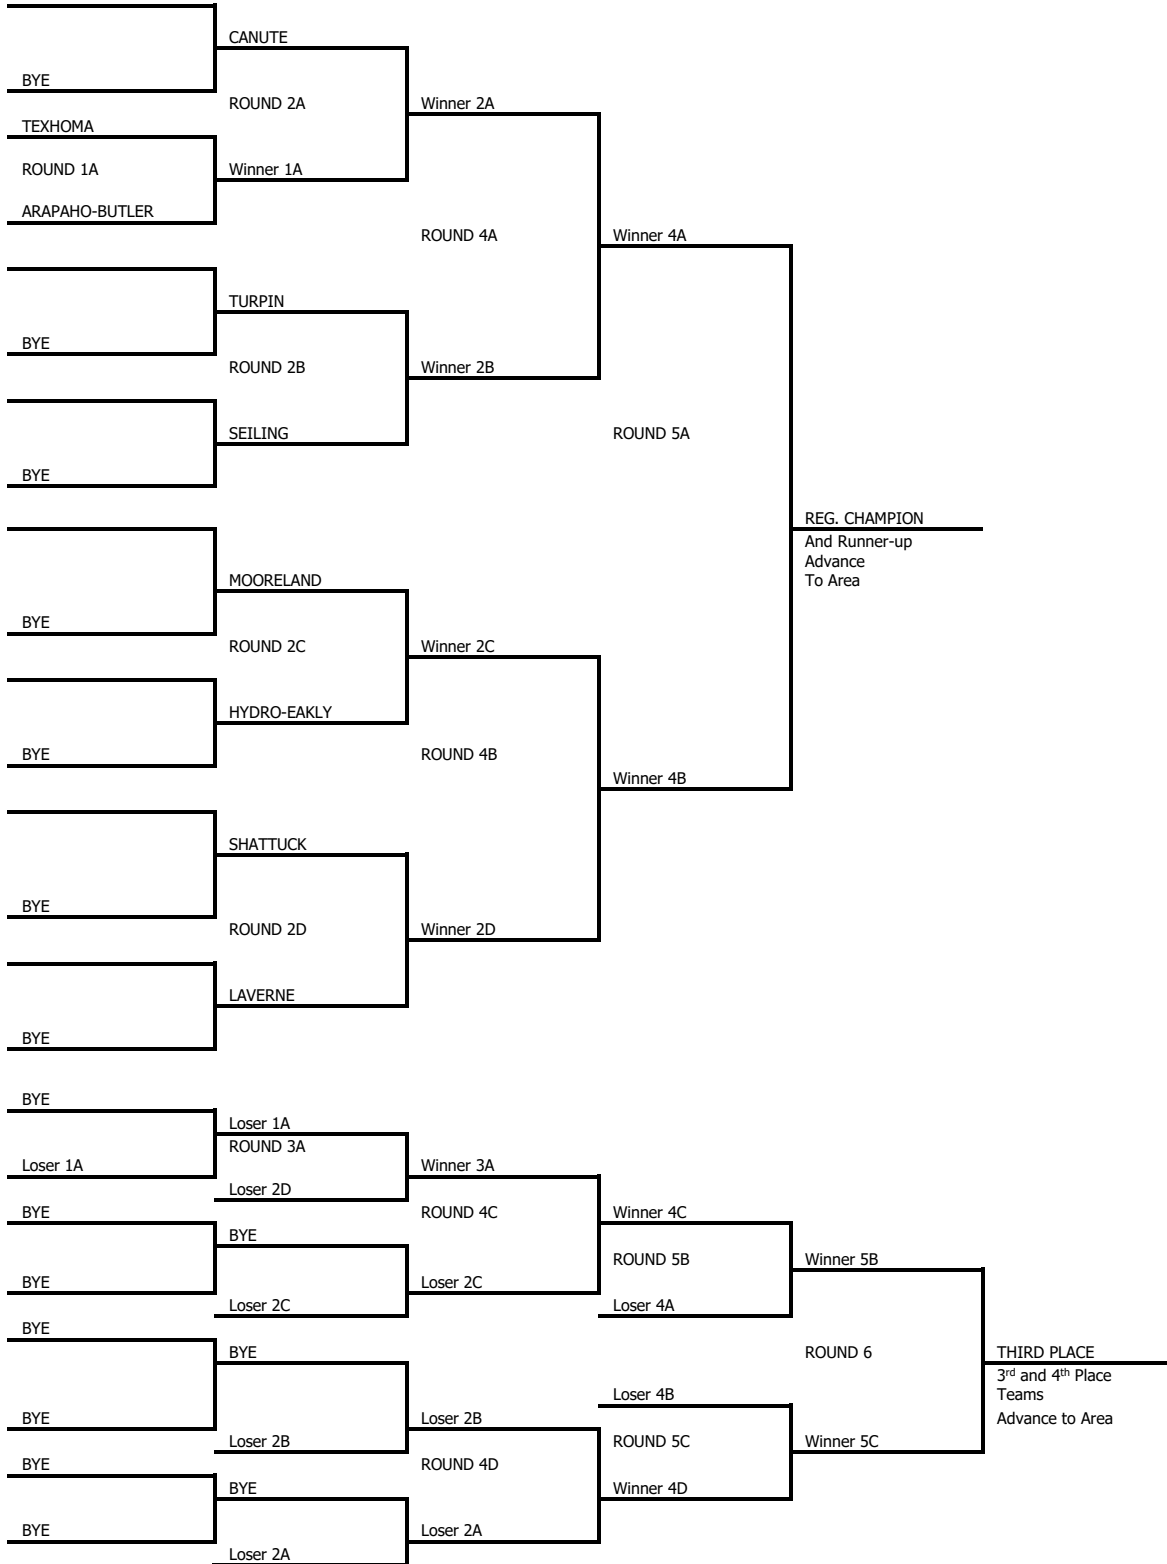 CANUTE
BYE
ROUND 2A
Winner 2A
TEXHOMA
ROUND 1A
Winner 1A
ARAPAHO-BUTLER
ROUND 4A
Winner 4A
TURPIN
BYE
ROUND 2B
Winner 2B
SEILING
ROUND 5A
BYE
REG. CHAMPION
And Runner-up
Advance
To Area
MOORELAND
BYE
ROUND 2C
Winner 2C
HYDRO-EAKLY
BYE
ROUND 4B
Winner 4B
SHATTUCK
BYE
ROUND 2D
Winner 2D
LAVERNE
BYE
BYE
Loser 1A
ROUND 3A
Loser 1A
Winner 3A
Loser 2D
BYE
ROUND 4C
Winner 4C
BYE
ROUND 5B
Winner 5B
BYE
Loser 2C
Loser 2C
Loser 4A
BYE
BYE
ROUND 6
THIRD PLACE
3rd and 4th Place
Teams
Advance to Area
Loser 4B
BYE
Loser 2B
Loser 2B
ROUND 5C
Winner 5C
BYE
ROUND 4D
BYE
Winner 4D
BYE
Loser 2A
Loser 2A